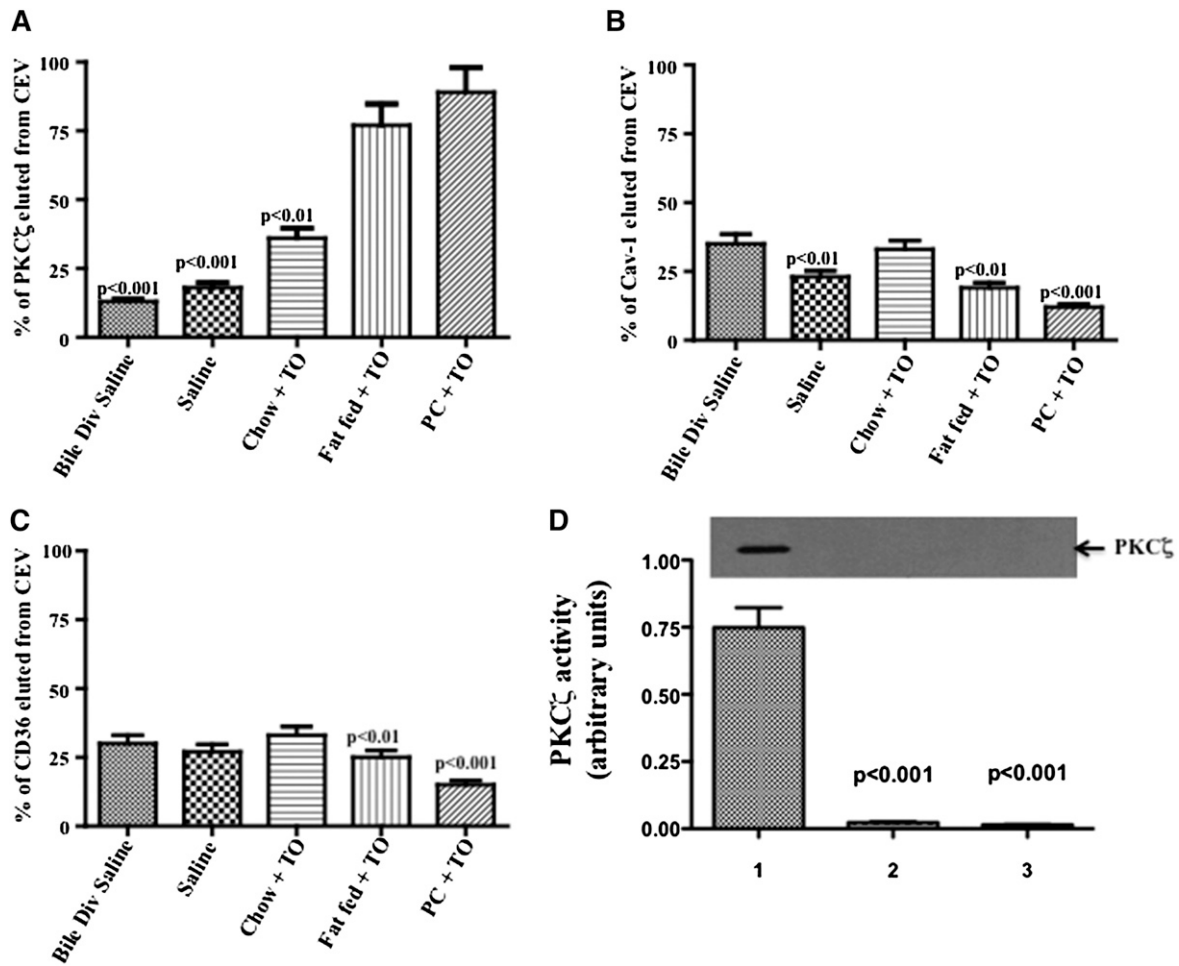 A
% of PKCζ eluted from CEV
100
75
50
25
0
p<0.001
p<0.001
p<0.01
Bile Div Saline
Saline
Chow + TO
Fat fed + TO
PC + TO
B
% of Cav-1 eluted from CEV
100
75
50
25
0
p<0.01
p<0.01
p<0.001
Bile Div Saline
Saline
Chow + TO
Fat fed + TO
PC + TO
C
% of CD36 eluted from CEV
100
75
50
25
0
p<0.01
p<0.001
Bile Div Saline
Saline
Chow + TO
Fat fed + TO
PC + TO
D
PKCζ
PKCζ activity
(arbitrary units)
1.00
0.75
0.50
0.25
0.00
p<0.001
p<0.001
1
2
3